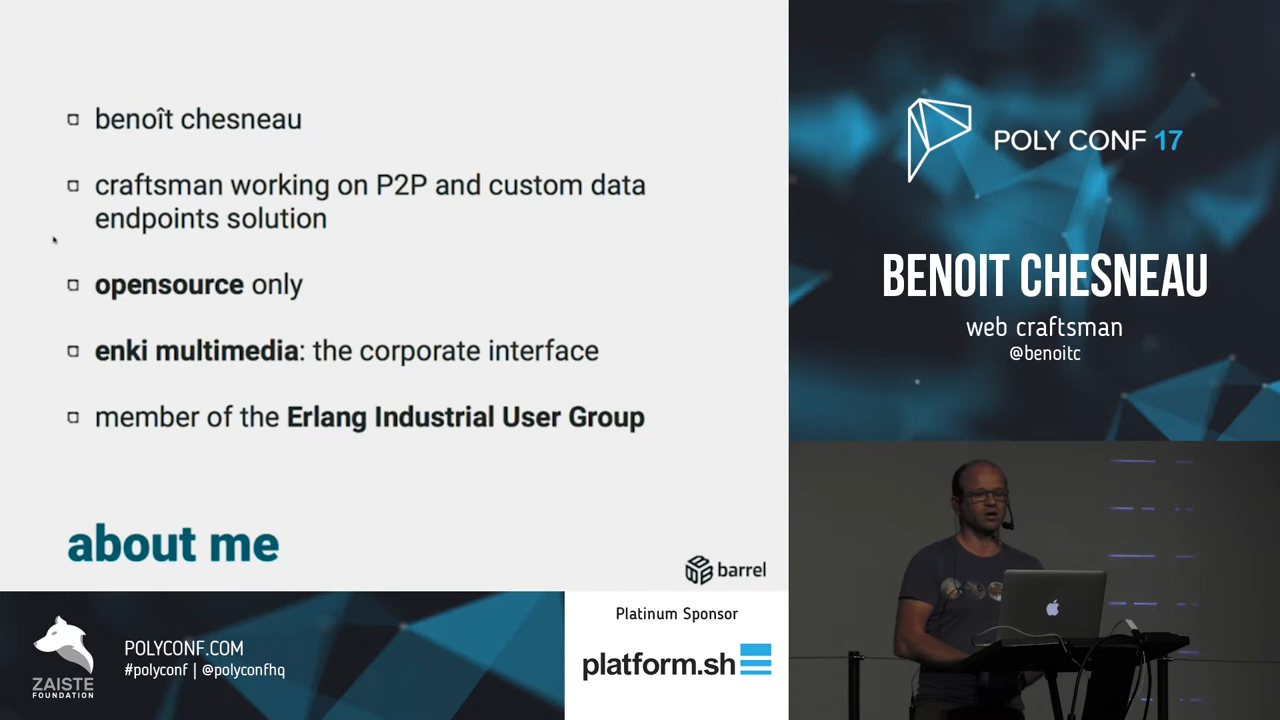 benoît chesneau
craftsman working on P2P and custom data
endpoints solution
opensource only
enki multimedia: the corporate interface
member of the Erlang Industrial User Group
about me
barrel
POLY CONF 17
BENOIT CHESNEAU
web craftsman
@benoitc
ZAISTE
FOUNDATION
POLYCONF.COM
#polyconf | @polyconfhq
Platinum Sponsor
platform.sh